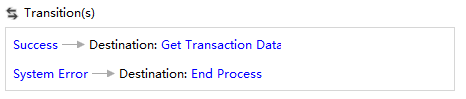 Transition(s)
Success Destination: Get Transaction Data
System Error Destination: End Process